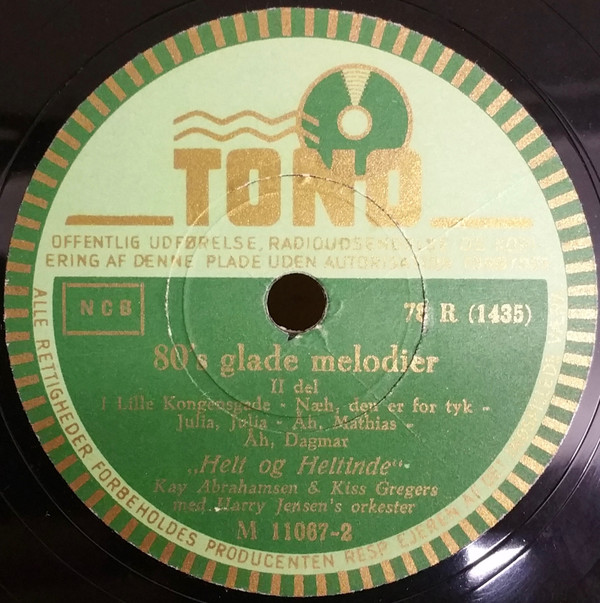 TONO
OFFENTLIG UDFØRELSE, RADIOUDSENDELSE
ERING AF DENNE PLADE UDEN
NCB
78 R (1435)
80's glade melodier
II del
I Lille Kongensgade - Næh, den er for tyk -
Julia, Julia - Åh, Mathias -
Åh, Dagmar
„Helt og Heltinde“
Kay Abrahamsen & Kiss Gregers
med Harry Jensen's orkester
M 11067-2
ALLE RETTIGHEDER FORBEHOLDES PRODUCENTEN RESP EJEREN AF